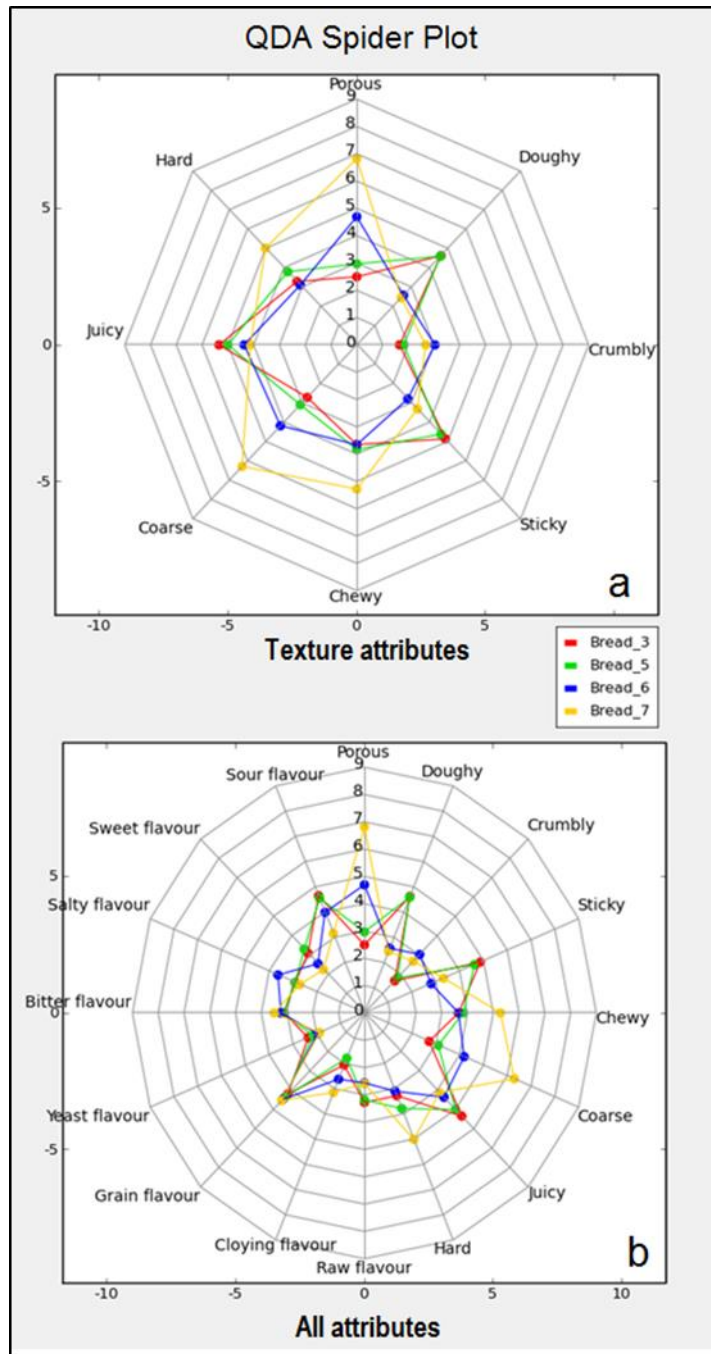 QDA Spider Plot
Porous
9
8
7
6
5
4
3
2
1
0
Doughy
Crumbly
Sticky
Chewy
Coarse
Juicy
Hard
5
0
-5
-10
-5
0
5
10
a
Texture attributes
Bread_3
Bread_5
Bread_6
Bread_7
Porous
9
8
7
6
5
4
3
2
1
0
Doughy
Crumbly
Sticky
Chewy
Coarse
Juicy
Hard
Raw flavour
Cloying flavour
Grain flavour
Yeast flavour
Bitter flavour
Salty flavour
Sweet flavour
Sour flavour
5
0
-5
-10
-5
0
5
10
b
All attributes